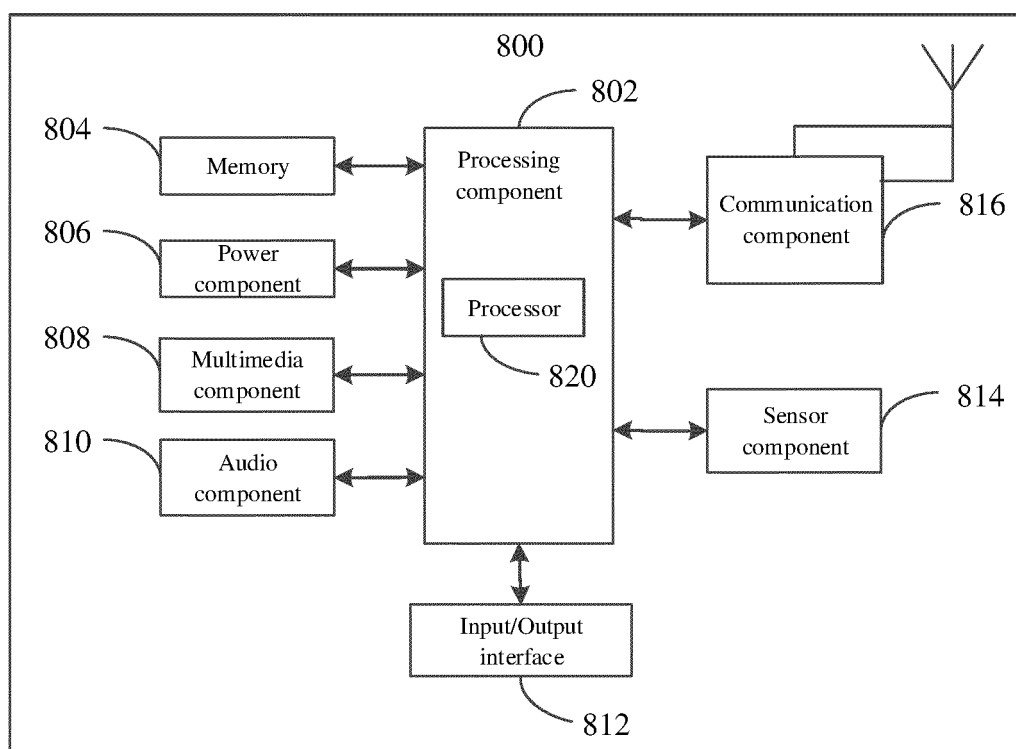 800
802
804
Memory
Processing
component
Communication
component
816
806
Power
component
Processor
820
808
Multimedia
component
814
Sensor
component
810
Audio
component
Input/Output
interface
812